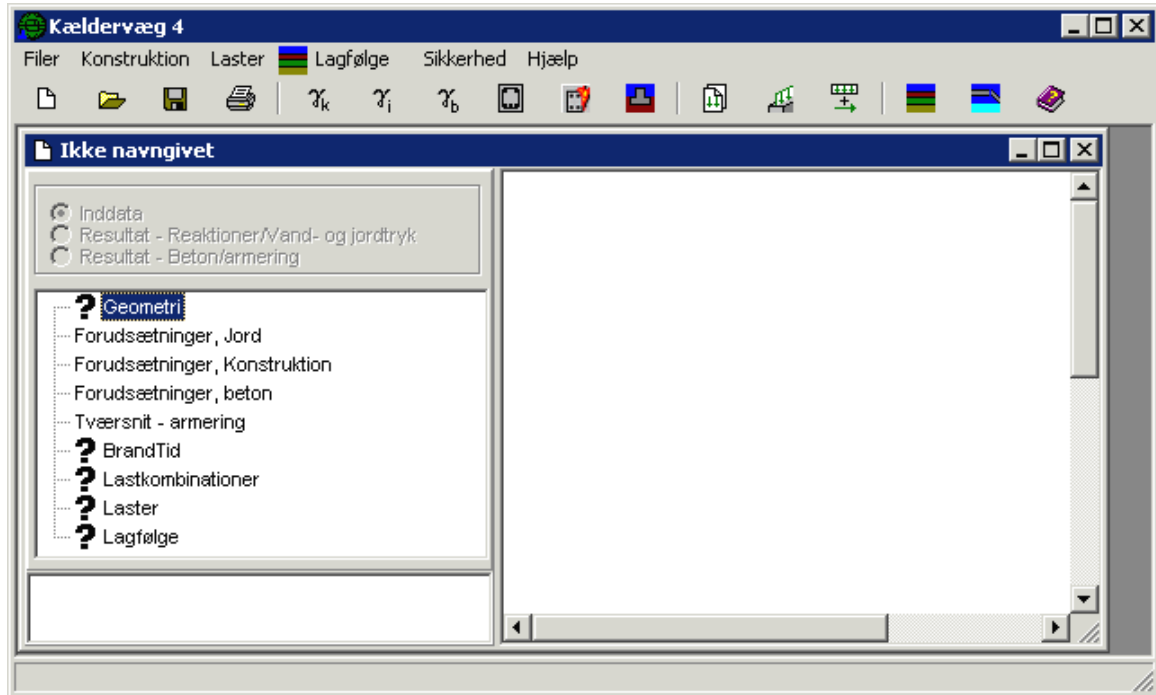 Kældervæg 4
Filer Konstruktion Laster Lagfølge Sikkerhed Hjælp
γk γj γb
Ikke navngivet
Inddata
Resultat - Reaktioner/Vand- og jordtryk
Resultat - Beton/armering
? Geometri
Forudsætninger, Jord
Forudsætninger, Konstruktion
Forudsætninger, beton
Tværsnit - armering
? BrandTid
? Lastkombinationer
? Laster
? Lagfølge